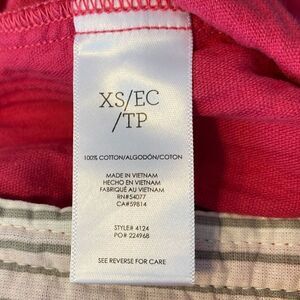 XS/EC
/TP
100% COTTON/ALGODÓN/COTON
MADE IN VIETNAM
HECHO EN VIETNAM
FABRIQUÉ AU VIETNAM
RN#54077
CA#59814
STYLE# 4124
PO# 224968
SEE REVERSE FOR CARE